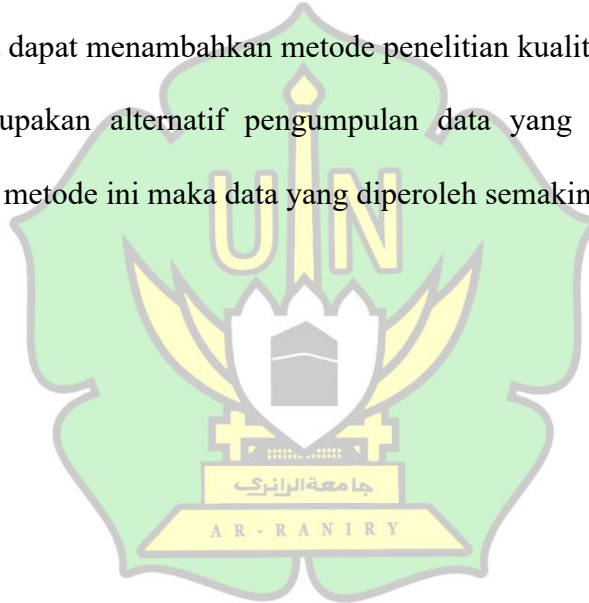 dapat menambahkan metode penelitian kualit
upakan alternatif pengumpulan data yang
metode ini maka data yang diperoleh semakin
UIN
جامعة الرانري
AR-RANIRY